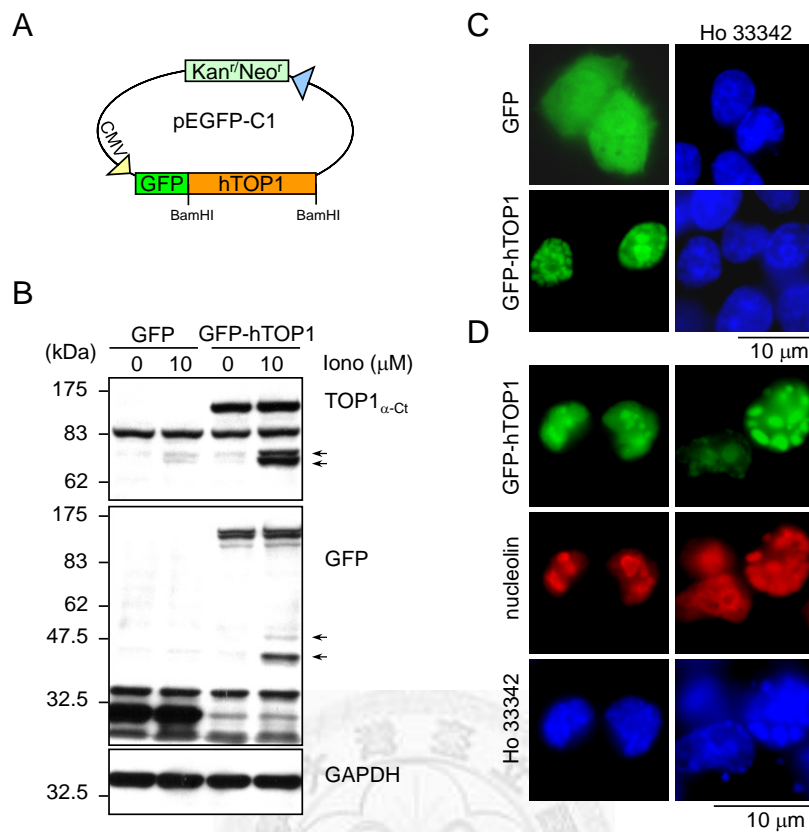 A
Kanʳ/Neoʳ
pEGFP-C1
CMV
GFP hTOP1
BamHI BamHI
B
GFP GFP-hTOP1
(kDa) 0 10 0 10 Iono (μM)
175
TOP1α-Ct
83
62
175
GFP
83
62
47.5
32.5
GAPDH
32.5
C
Ho 33342
GFP
GFP-hTOP1
10 μm
D
GFP-hTOP1
nucleolin
Ho 33342
10 μm